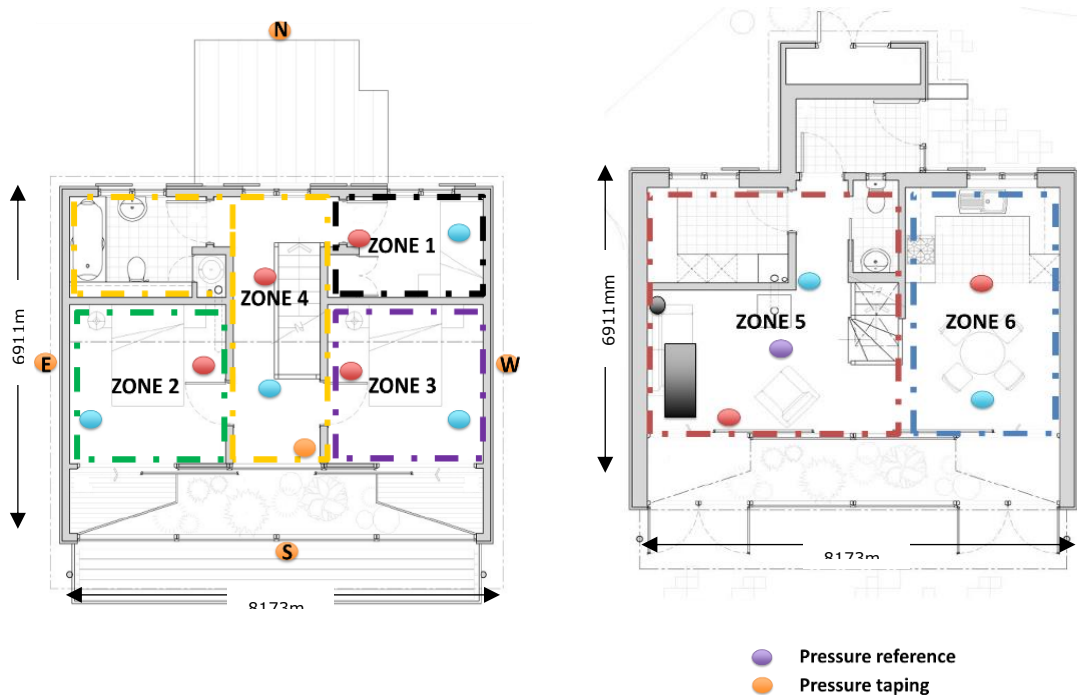 N
ZONE 1
ZONE 4
6911m
E
ZONE 2
ZONE 3
W
S
8173m
6911mm
ZONE 5
ZONE 6
8173m
Pressure reference
Pressure taping